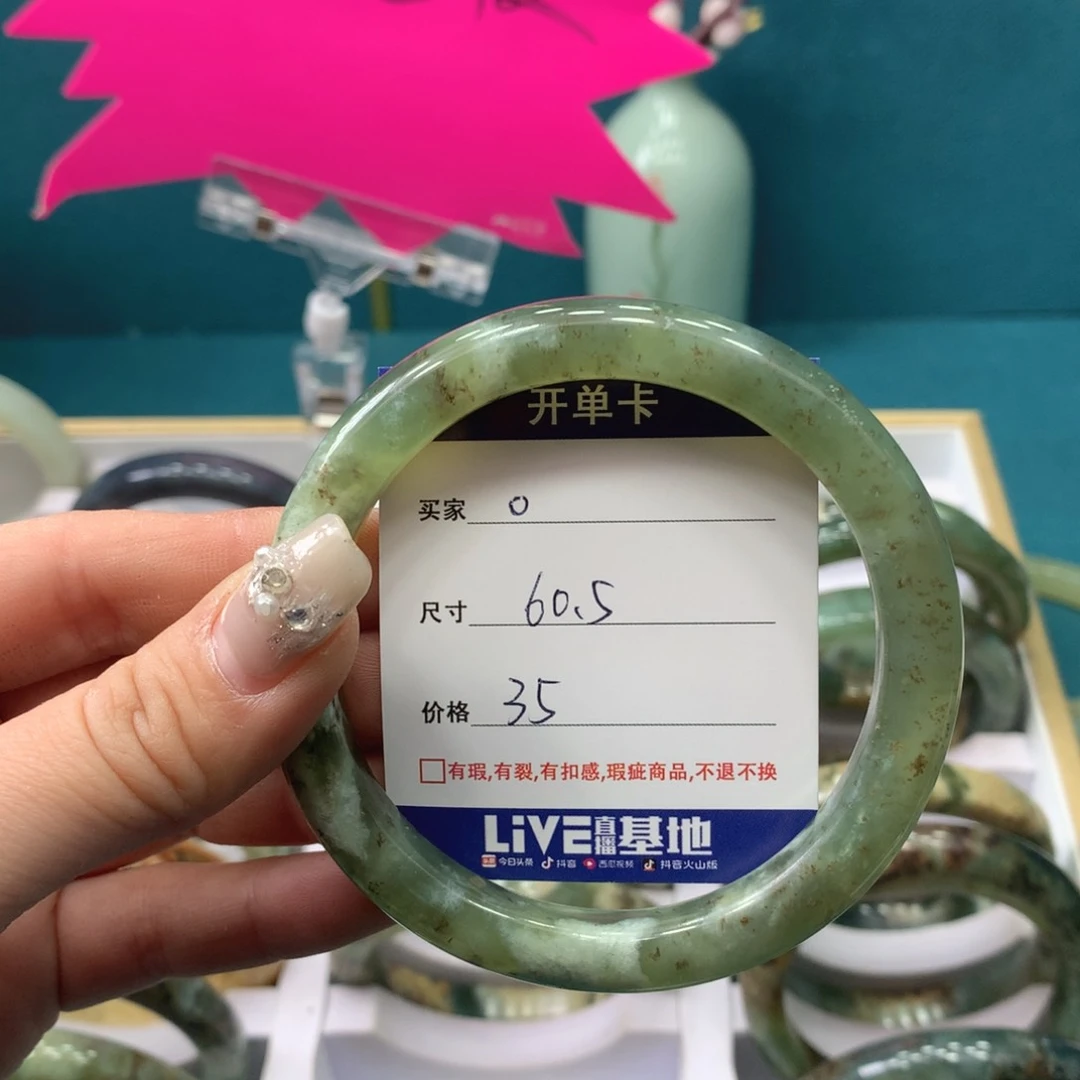 开单卡
买家 0
尺寸 60.5
价格 35
有瑕,有裂,有扣感,瑕疵商品,不退不换
LiVE直播基地
今日头条 抖音 西瓜视频 抖音火山版